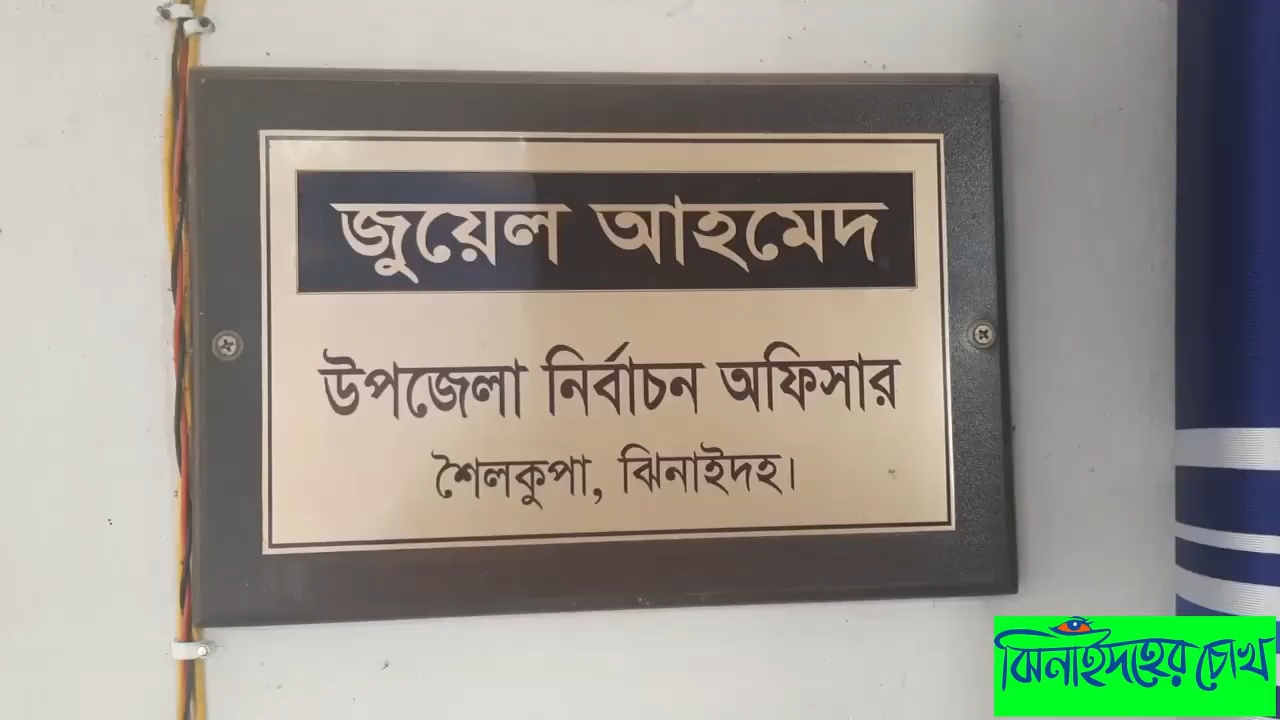 জুয়েল আহমেদ
উপজেলা নির্বাচন অফিসার
শৈলকুপা, ঝিনাইদহ।
ঝিনাইদহের চোখ